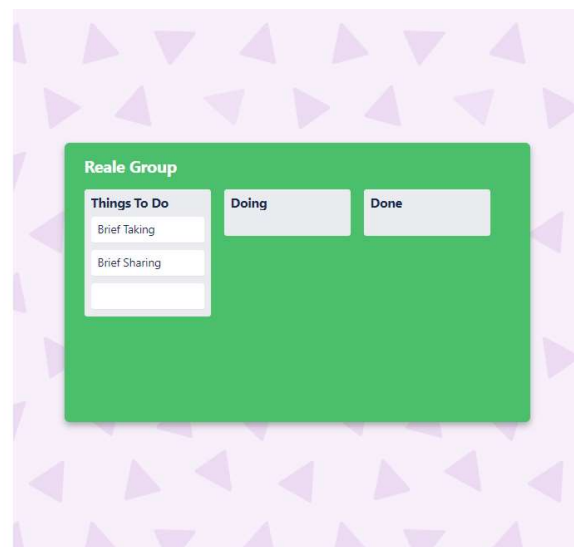 Reale Group
Things To Do
Brief Taking
Brief Sharing
Doing
Done